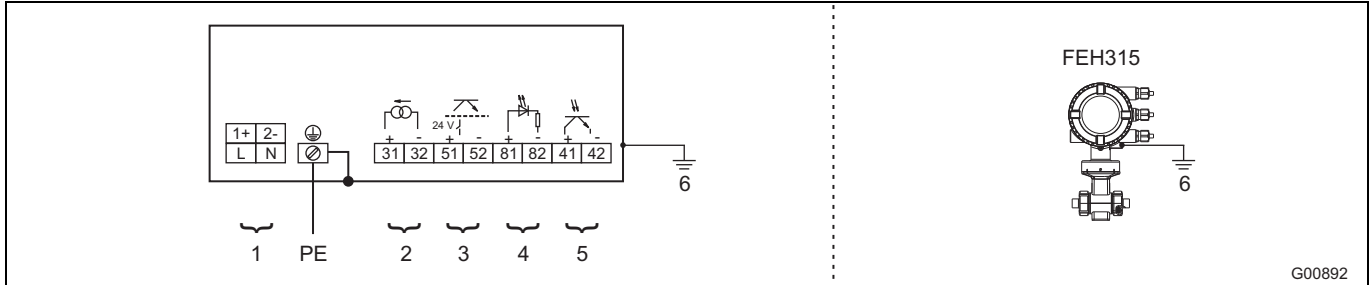 FEH315
24 V
+ - + - + - + -
1+ 2-
L N
31 32 51 52 81 82 41 42
6
6
1 PE 2 3 4 5
G00892